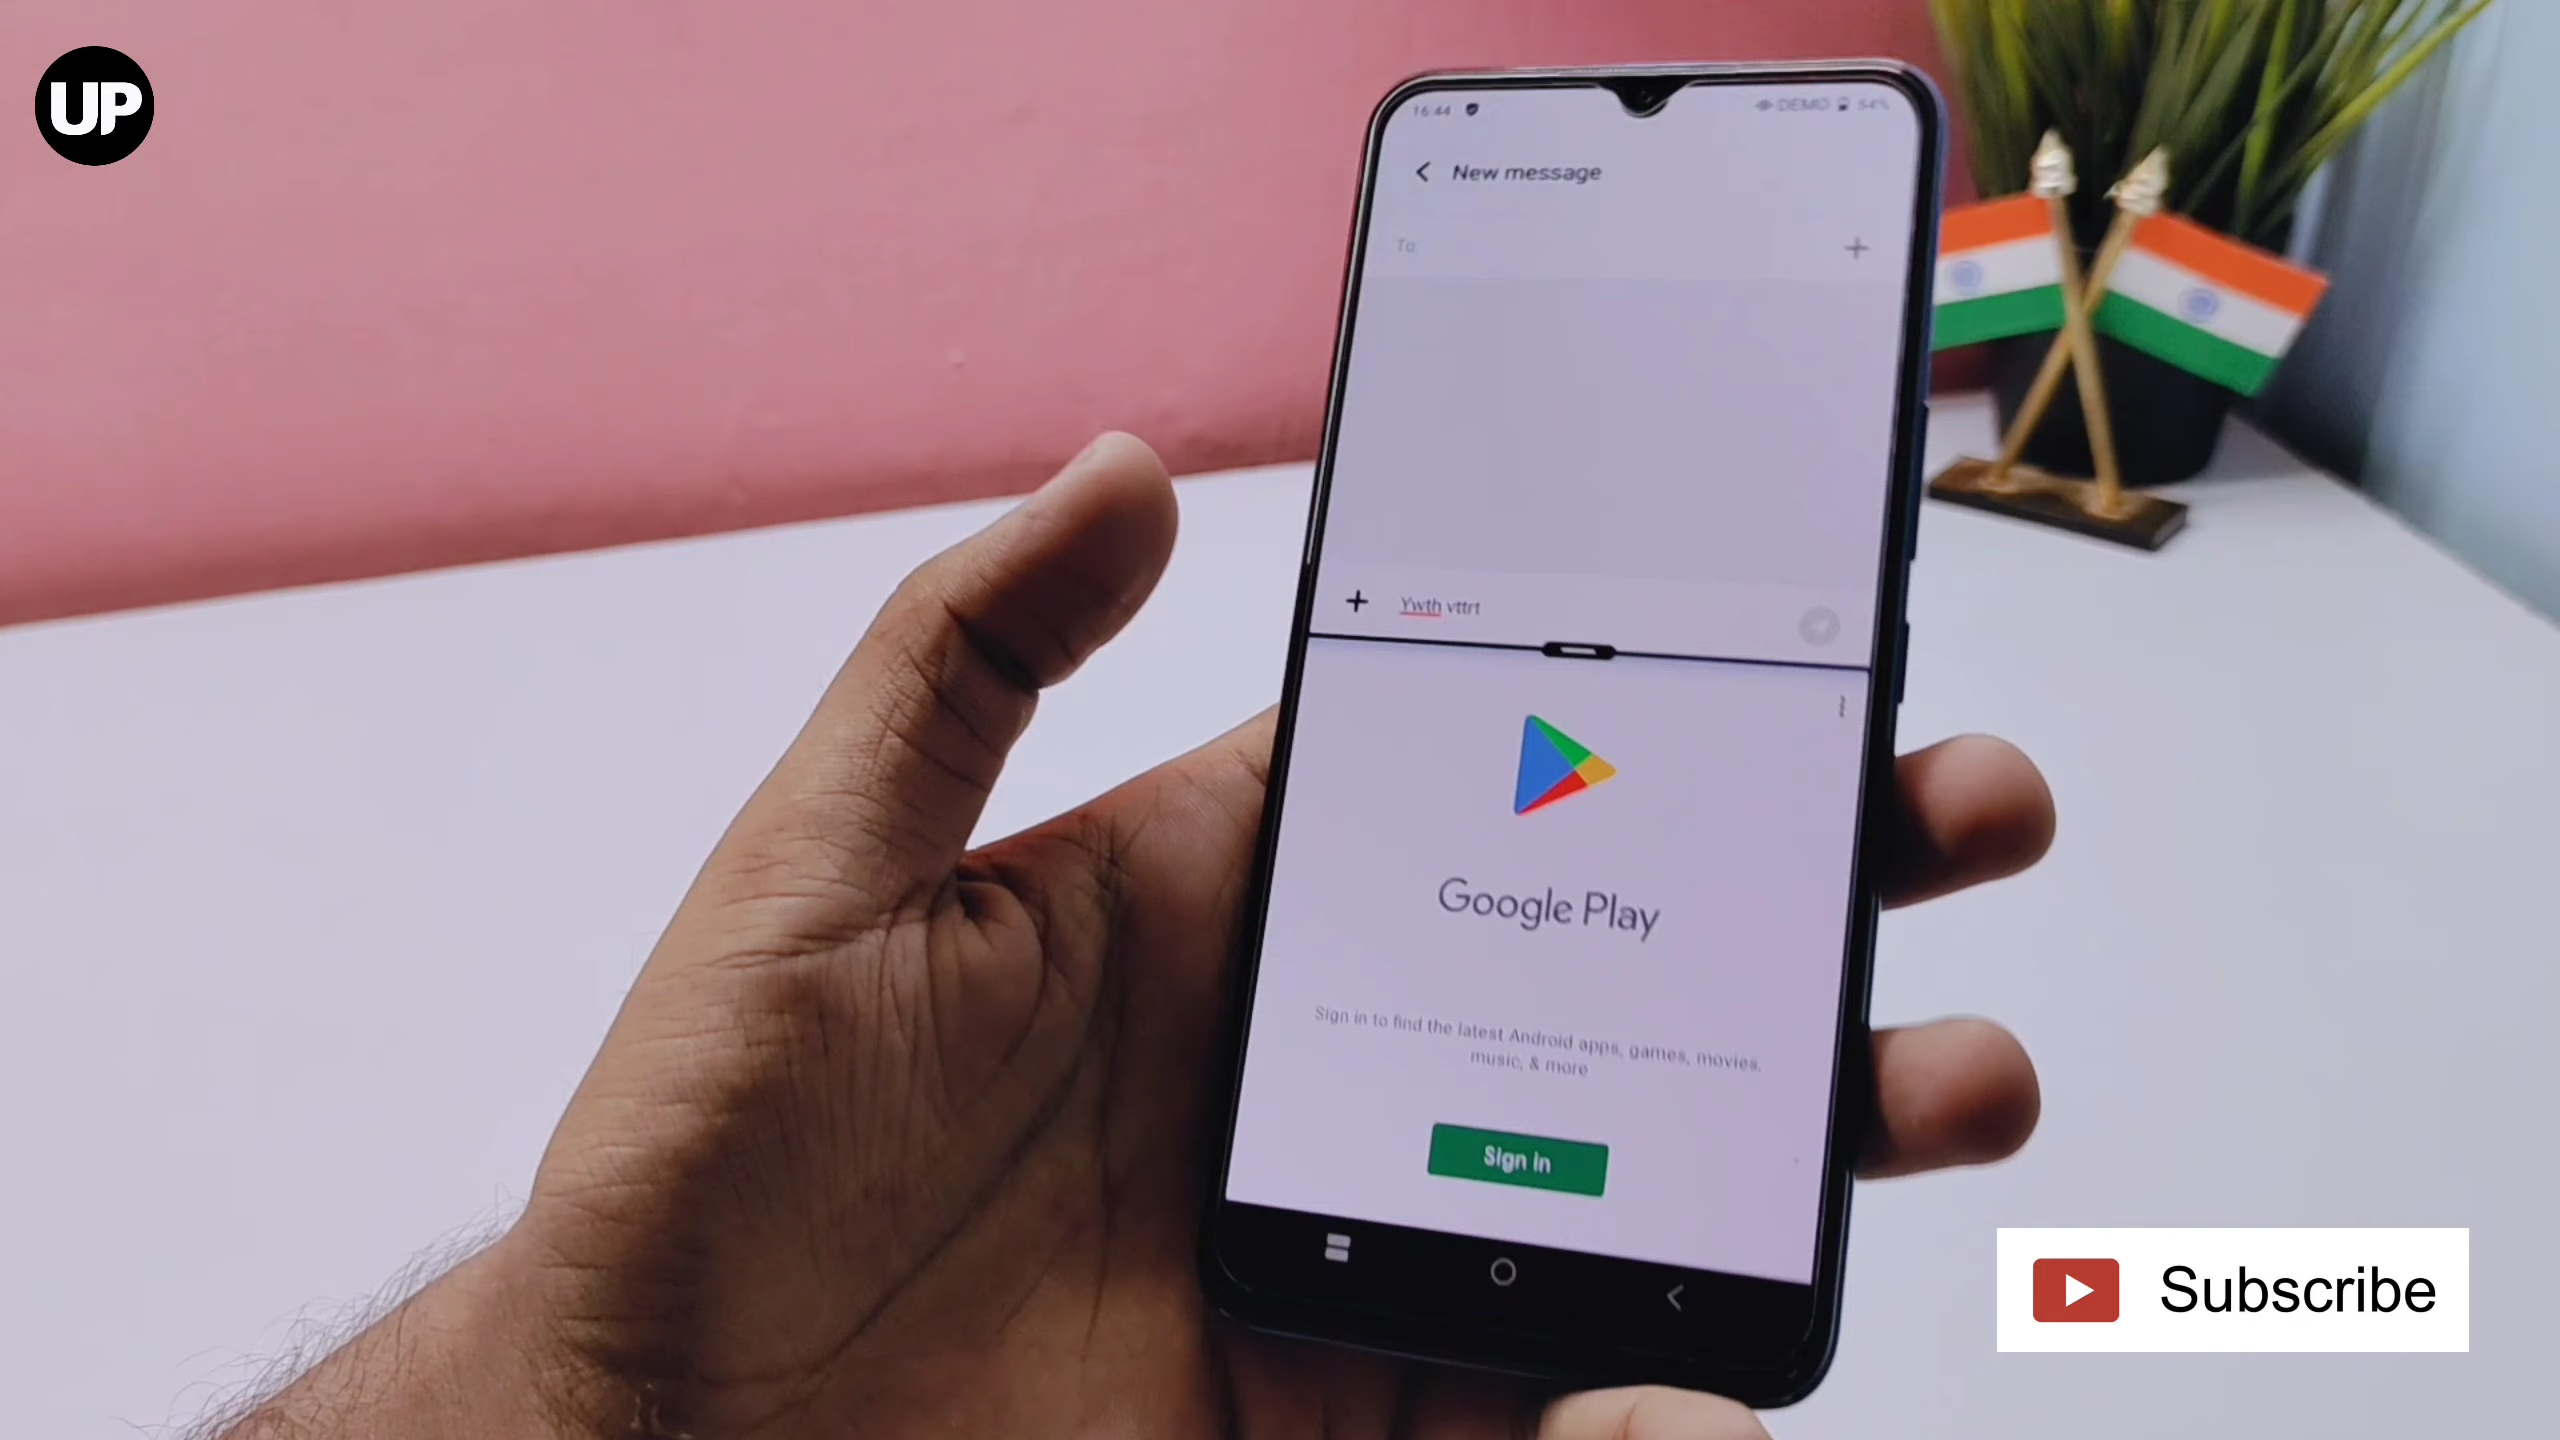 UP
16:44
DEMO 54%
New message
To:
Ywth vttrt
Google Play
Sign in to find the latest Android apps, games, movies,
music, & more
Sign in
Subscribe